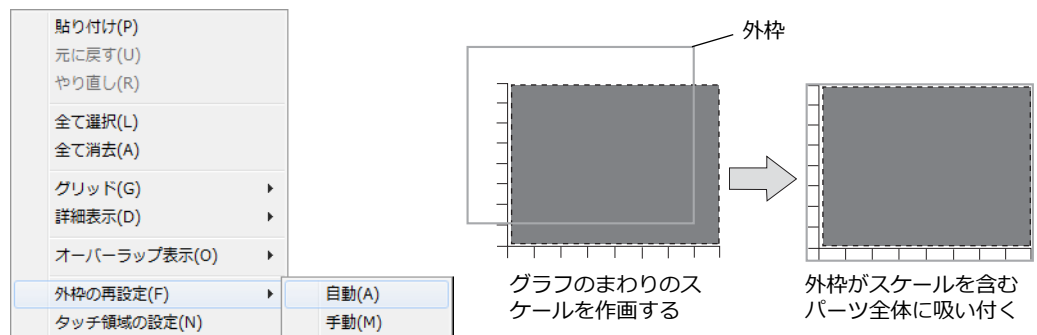 貼り付け(P)
元に戻す(U)
やり直し(R)
全て選択(L)
全て消去(A)
グリッド(G)
詳細表示(D)
オーバーラップ表示(O)
外枠の再設定(F)
タッチ領域の設定(N)
自動(A)
手動(M)
外枠
グラフのまわりのス
ケールを作画する
外枠がスケールを含む
パーツ全体に吸い付く